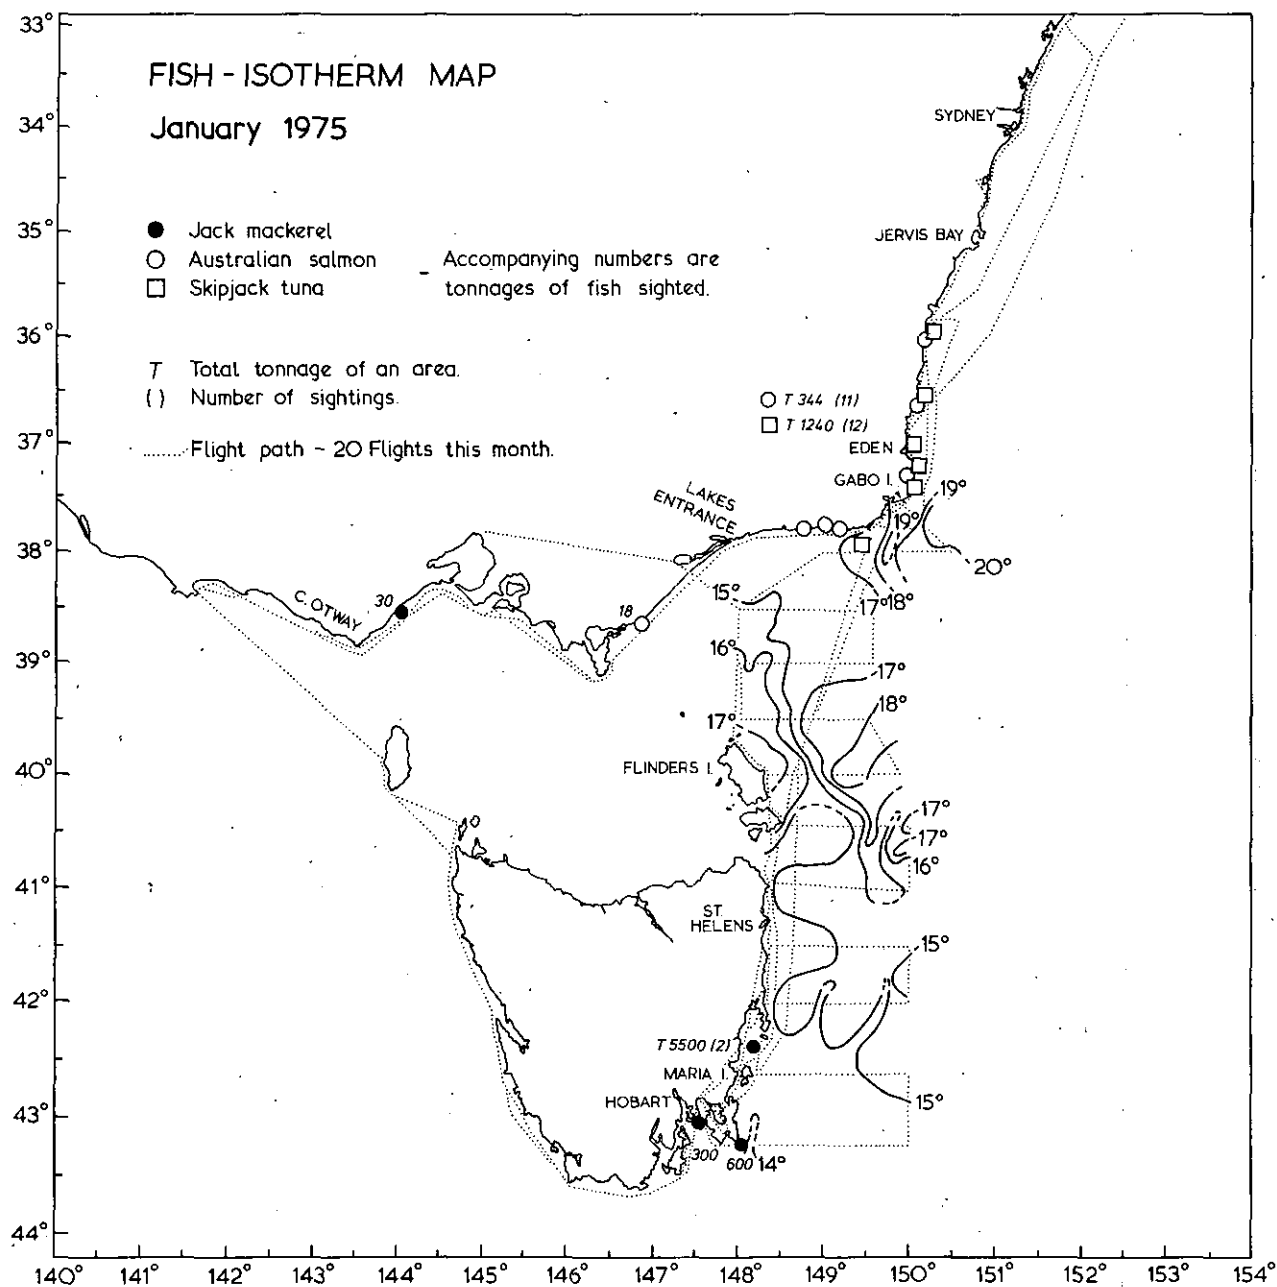 FISH - ISOTHERM MAP
January 1975
Jack mackerel
Australian salmon
Skipjack tuna
- Accompanying numbers are
tonnages of fish sighted.
T Total tonnage of an area.
() Number of sightings.
Flight path - 20 Flights this month.
33°
34°
35°
36°
37°
38°
39°
40°
41°
42°
43°
44°
SYDNEY
JERVIS BAY
T 344 (11)
T 1240 (12)
EDEN
GABO I.
LAKES
ENTRANCE
19°
19°
20°
C. OTWAY
30
18
15°
17°
18°
16°
17°
18°
17°
FLINDERS I.
17°
17°
16°
ST.
HELENS
15°
T 5500 (2)
MARIA I.
HOBART
15°
300
600
14°
140°
141°
142°
143°
144°
145°
146°
147°
148°
149°
150°
151°
152°
153°
154°